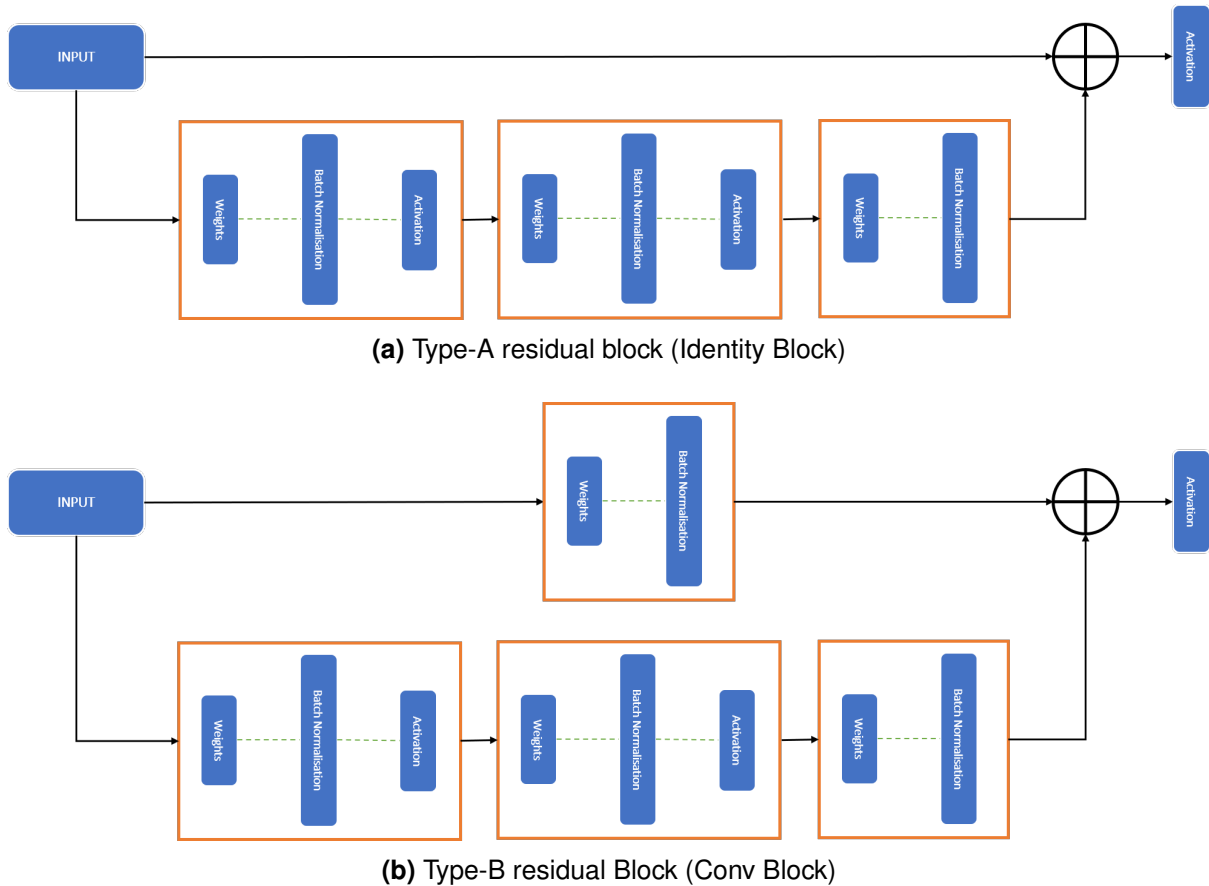 INPUT
Activation
Weights
Batch Normalisation
Activation
Weights
Batch Normalisation
Activation
Weights
Batch Normalisation
(a) Type-A residual block (Identity Block)
Weights
Batch Normalisation
INPUT
Activation
Weights
Batch Normalisation
Activation
Weights
Batch Normalisation
Activation
Weights
Batch Normalisation
(b) Type-B residual Block (Conv Block)